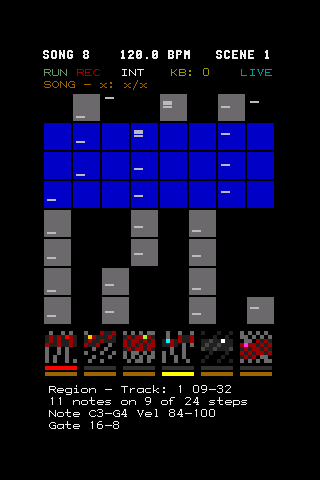 SONG 8 120.0 BPM SCENE 1
RUN REC INT KB: O LIVE
SONG - x: x/x
Region - Track: 1 09-32
11 notes on 9 of 24 steps
Note C3-G4 Vel 84-100
Gate 16-8